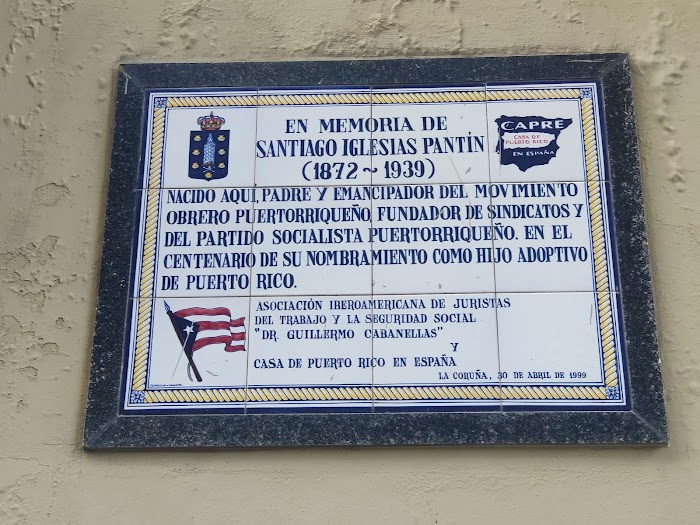 EN MEMORIA DE
SANTIAGO IGLESIAS PANTÍN
(1872 ~ 1939)
CAPRE
CASA DE
PUERTO RICO
EN ESPAÑA
NACIDO AQUI, PADRE Y EMANCIPADOR DEL MOVIMIENTO
OBRERO PUERTORRIQUEÑO, FUNDADOR DE SINDICATOS Y
DEL PARTIDO SOCIALISTA PUERTORRIQUEÑO. EN EL
CENTENARIO DE SU NOMBRAMIENTO COMO HIJO ADOPTIVO
DE PUERTO RICO.
ASOCIACIÓN IBEROAMERICANA DE JURISTAS
DEL TRABAJO Y LA SEGURIDAD SOCIAL
"DR. GUILLERMO CABANELLAS"
Y
CASA DE PUERTO RICO EN ESPAÑA
LA CORUÑA, 30 DE ABRIL DE 1999